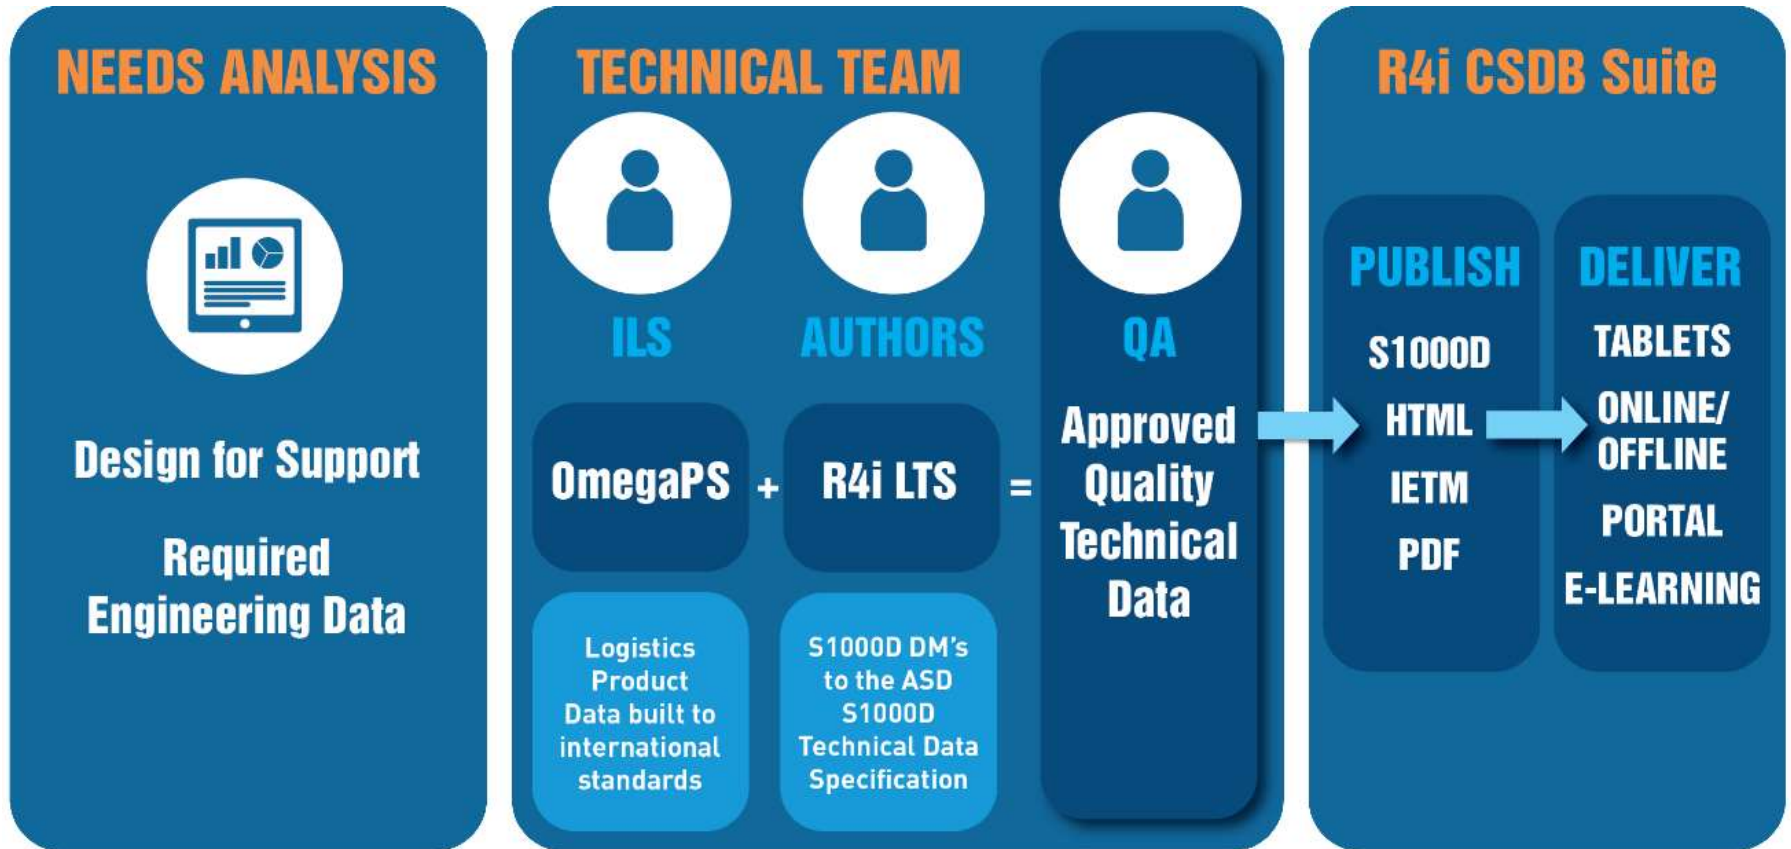 NEEDS ANALYSIS
Design for Support
Required
Engineering Data
TECHNICAL TEAM
ILS
AUTHORS
QA
OmegaPS
+
R4i LTS
=
Approved
Quality
Technical
Data
Logistics
Product
Data built to
international
standards
S1000D DM's
to the ASD
S1000D
Technical Data
Specification
R4i CSDB Suite
PUBLISH
S1000D
HTML
IETM
PDF
DELIVER
TABLETS
ONLINE/
OFFLINE
PORTAL
E-LEARNING